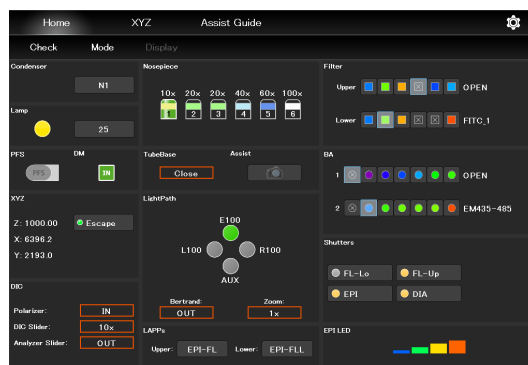 Home XYZ Assist Guide
Check Mode Display
Condenser
N1
Lamp
25
PFS DM
PFS IN
XYZ
Z: 1000.00 Escape
X: 6396.2
Y: 2193.0
DIC
Polarizer: IN
DIC Slider: 10x
Analyzer Slider: OUT
Nosepiece
10x 20x 20x 40x 60x 100x
1 2 3 4 5 6
TubeBase Assist
Close
LightPath
E100
L100 R100
AUX
Bertrand: Zoom:
OUT 1x
LAPPs
Upper: EPI-FL Lower: EPI-FLL
Filter
Upper OPEN
Lower FITC_1
BA
1 OPEN
2 EM435-485
Shutters
FL-Lo FL-Up
EPI DIA
EPI LED